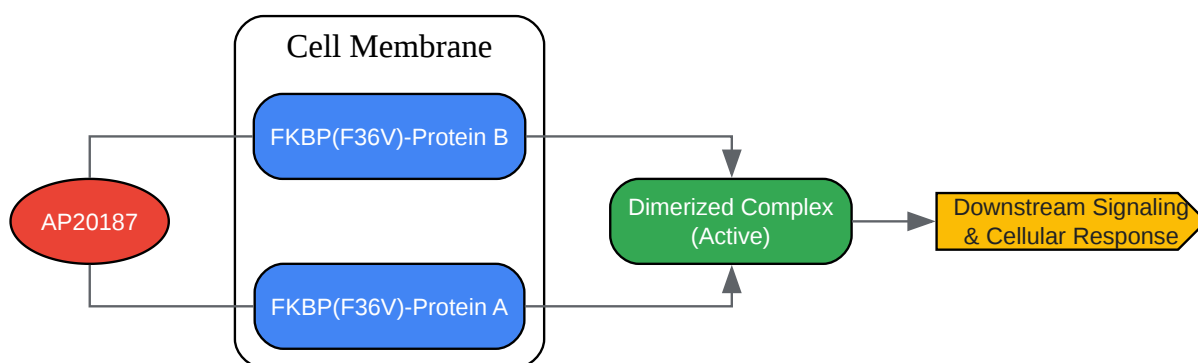 Cell Membrane
FKBP(F36V)-Protein B
AP20187
Dimerized Complex
(Active)
Downstream Signaling
& Cellular Response
FKBP(F36V)-Protein A